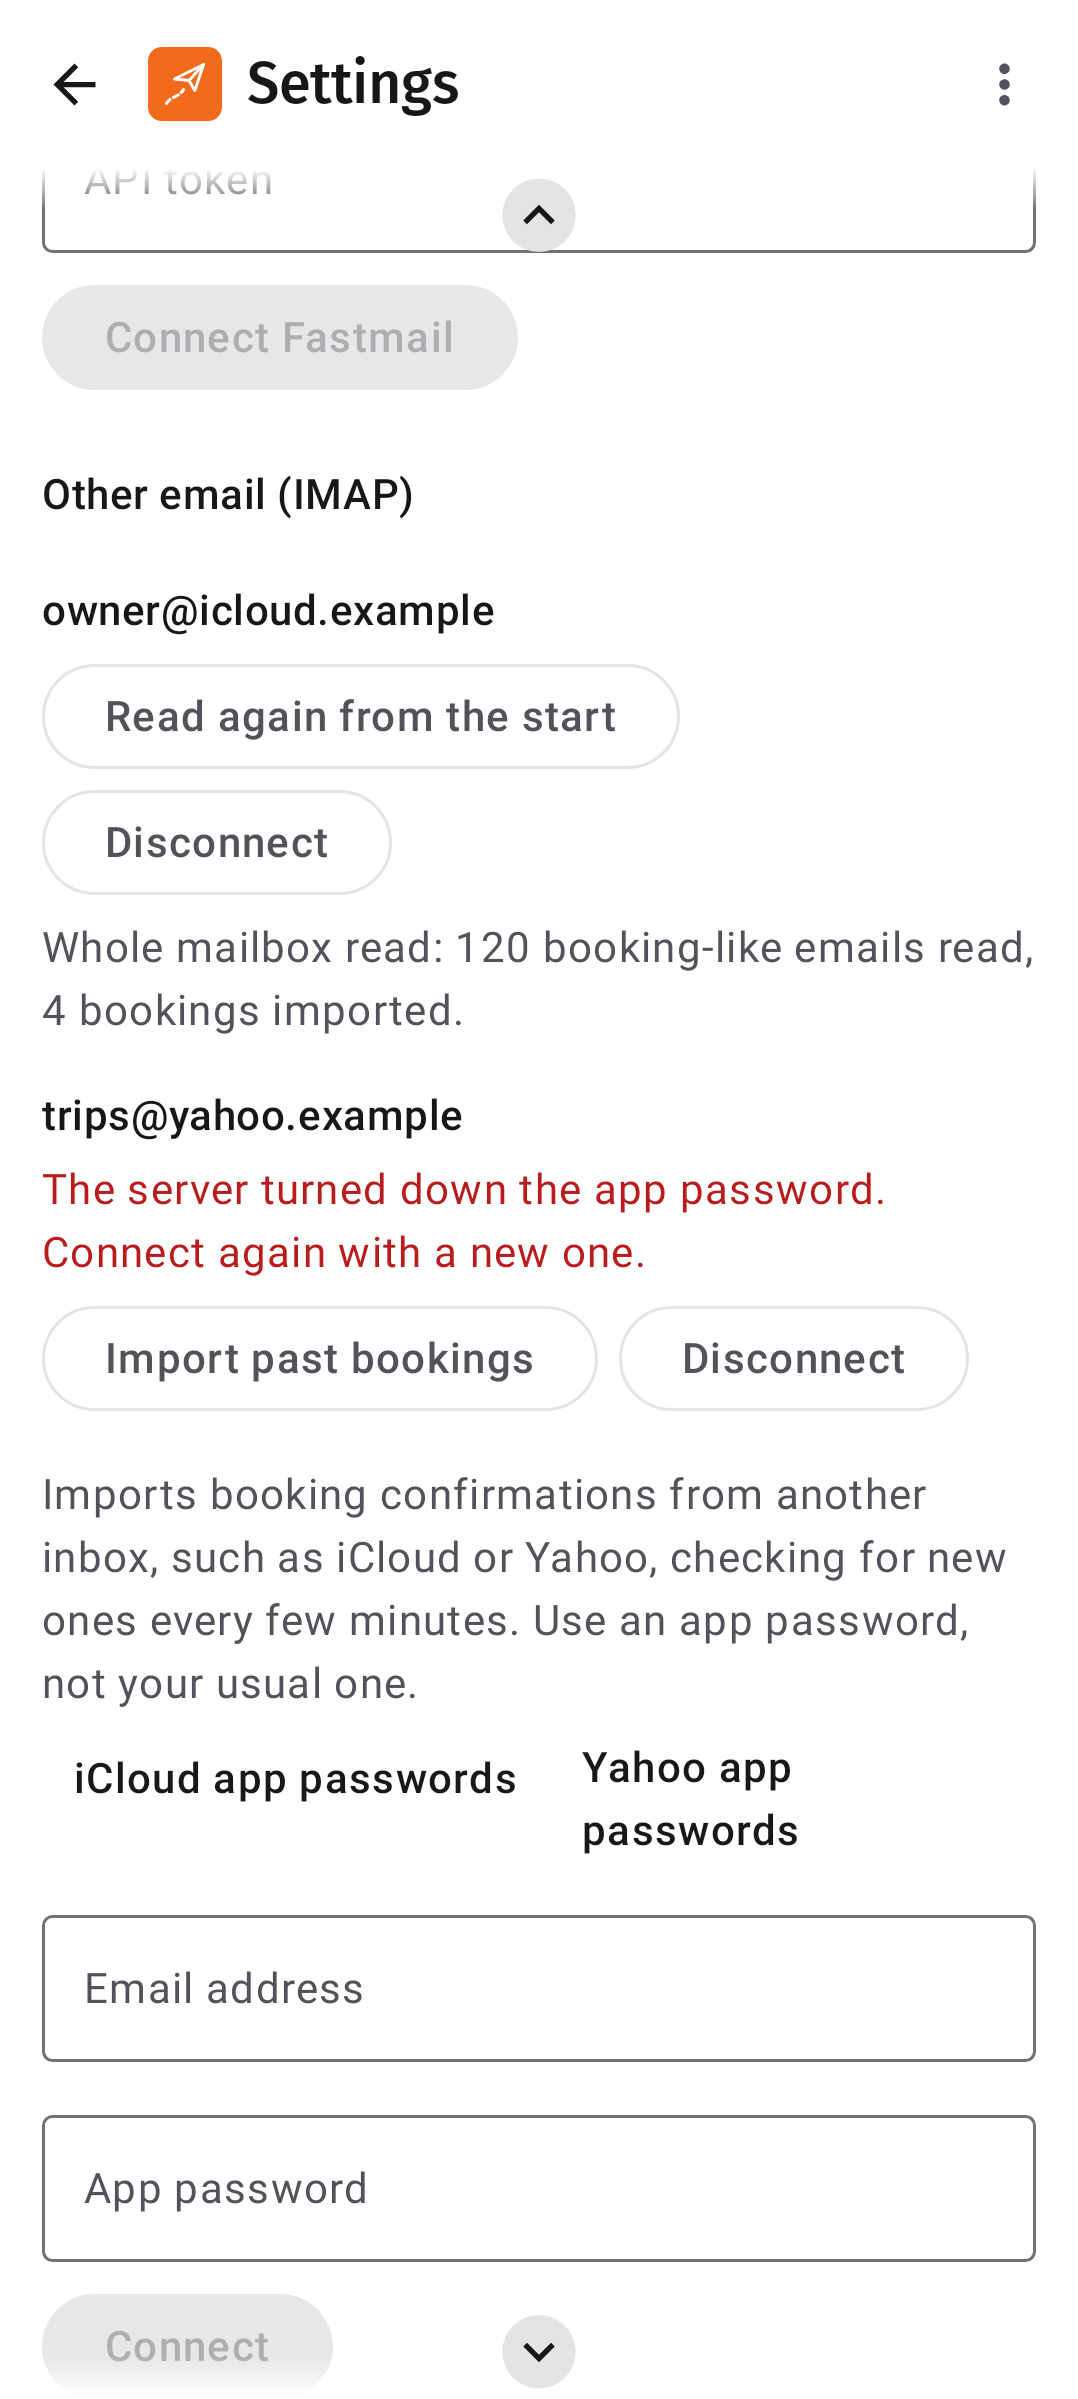 Settings
API token
Connect Fastmail
Other email (IMAP)
owner@icloud.example
Read again from the start
Disconnect
Whole mailbox read: 120 booking-like emails read,
4 bookings imported.
trips@yahoo.example
The server turned down the app password.
Connect again with a new one.
Import past bookings
Disconnect
Imports booking confirmations from another
inbox, such as iCloud or Yahoo, checking for new
ones every few minutes. Use an app password,
not your usual one.
iCloud app passwords
Yahoo app
passwords
Email address
App password
Connect